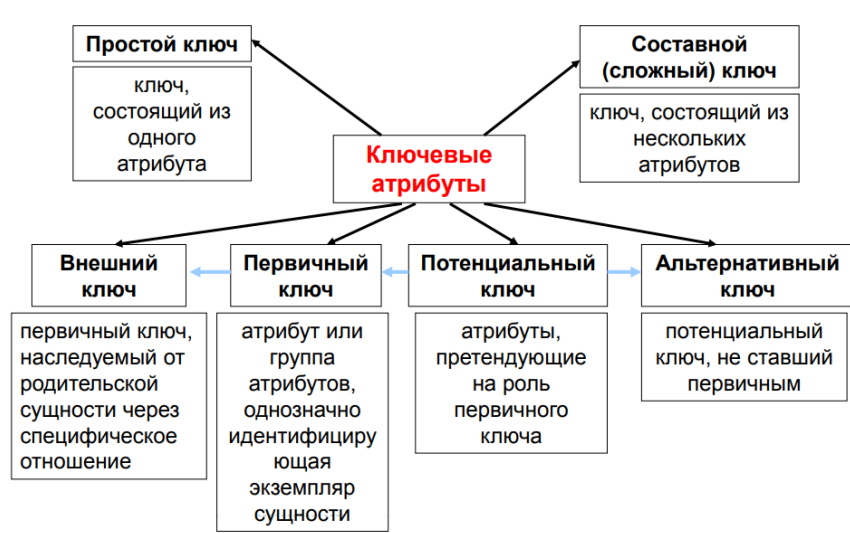 Простой ключ
ключ,
состоящий из
одного
атрибута
Составной
(сложный) ключ
ключ, состоящий из
нескольких
атрибутов
Ключевые
атрибуты
Внешний
ключ
первичный ключ,
наследуемый от
родительской
сущности через
специфическое
отношение
Первичный
ключ
атрибут или
группа
атрибутов,
однозначно
идентифициру
ющая
экземпляр
сущности
Потенциальный
ключ
атрибуты,
претендующие
на роль
первичного
ключа
Альтернативный
ключ
потенциальный
ключ, не ставший
первичным